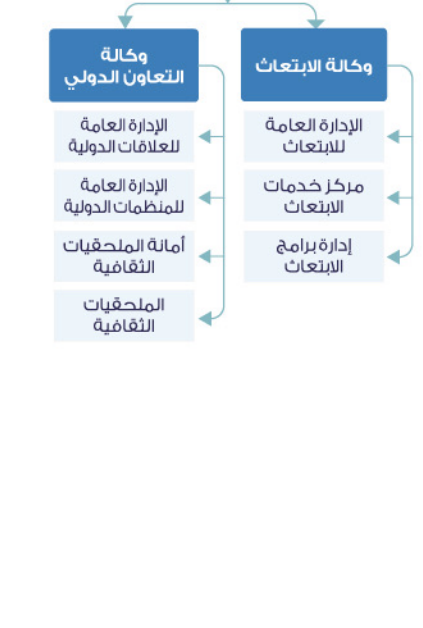 وكالة الابتعاث
الإدارة العامة
للابتعاث
مركز خدمات
الابتعاث
إدارة برامج
الابتعاث
وكالة
التعاون الدولي
الإدارة العامة
للعلاقات الدولية
الإدارة العامة
للمنظمات الدولية
أمانة الملحقيات
الثقافية
الملحقيات
الثقافية